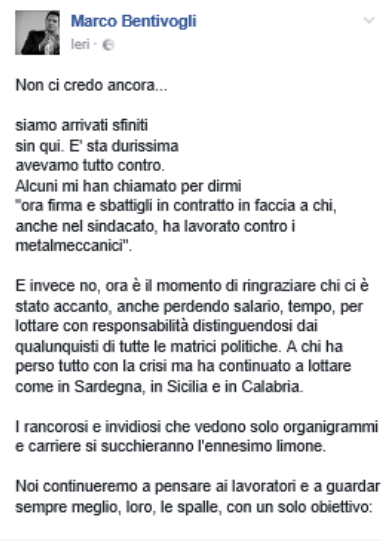 Marco Bentivogli
Ieri ·
Non ci credo ancora...
siamo arrivati sfiniti
sin qui. E' sta durissima
avevamo tutto contro.
Alcuni mi han chiamato per dirmi
"ora firma e sbattigli in contratto in faccia a chi,
anche nel sindacato, ha lavorato contro i
metalmeccanici".
E invece no, ora è il momento di ringraziare chi ci è
stato accanto, anche perdendo salario, tempo, per
lottare con responsabilità distinguendosi dai
qualunquisti di tutte le matrici politiche. A chi ha
perso tutto con la crisi ma ha continuato a lottare
come in Sardegna, in Sicilia e in Calabria.
I rancorosi e invidiosi che vedono solo organigrammi
e carriere si succhieranno l'ennesimo limone.
Noi continueremo a pensare ai lavoratori e a guardar
sempre meglio, loro, le spalle, con un solo obiettivo: